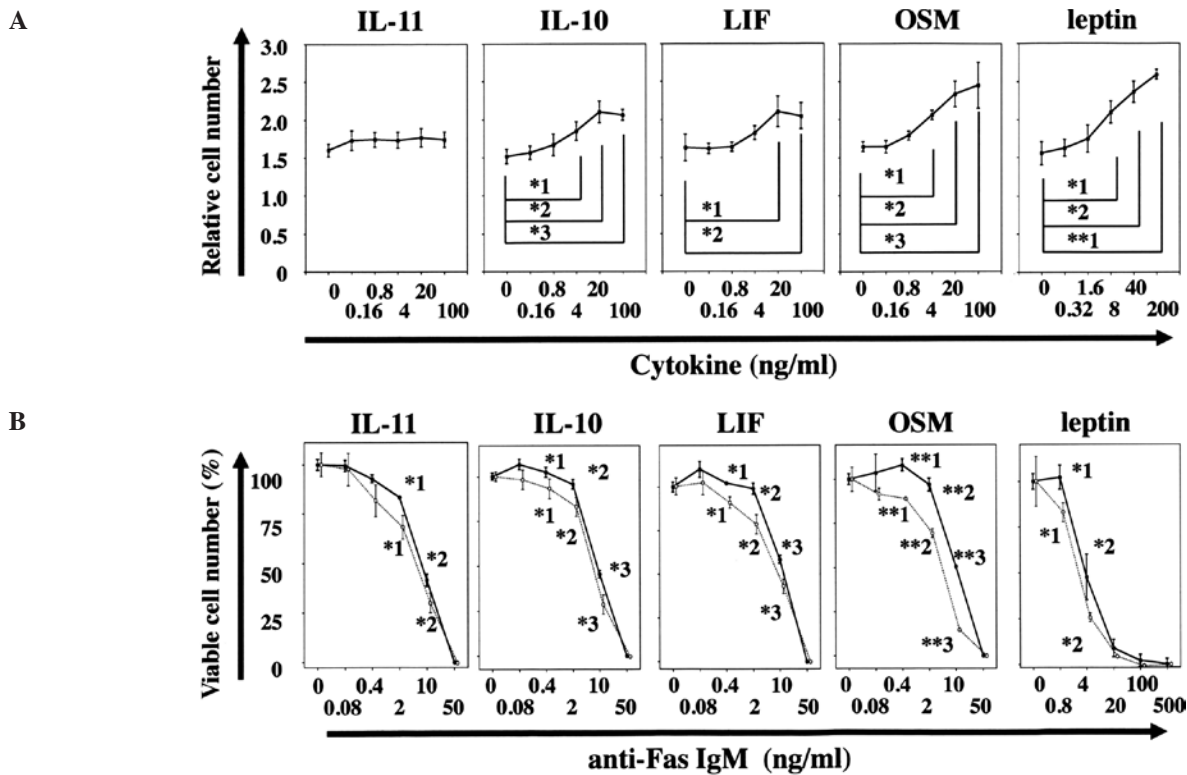 A
IL-11 IL-10 LIF OSM leptin
Relative cell number
3.0
2.5
2.0
1.5
1.0
0.5
0
*1 *1 *1 *1 *1
*2 *2 *2 *2
*3 *3 **1
0 0.8 20 0 0.8 20 0 0.8 20 0 0.8 20 0 1.6 40
0.16 4 100 0.16 4 100 0.16 4 100 0.16 4 100 0.32 8 200
Cytokine (ng/ml)
B
IL-11 IL-10 LIF OSM leptin
Viable cell number (%)
100
75
50
25
0
*1 *1 *2 *2
*1 *2 *1 *2 *3 *3
*1 *2 *1 *2 *3 *3
**1 **1 **2 **2 **3 **3
*1 *1 *2 *2
0 0.4 10 0 0.4 10 0 0.4 10 0 0.4 10 0 4 100
0.08 2 50 0.08 2 50 0.08 2 50 0.08 2 50 0.8 20 500
anti-Fas IgM (ng/ml)